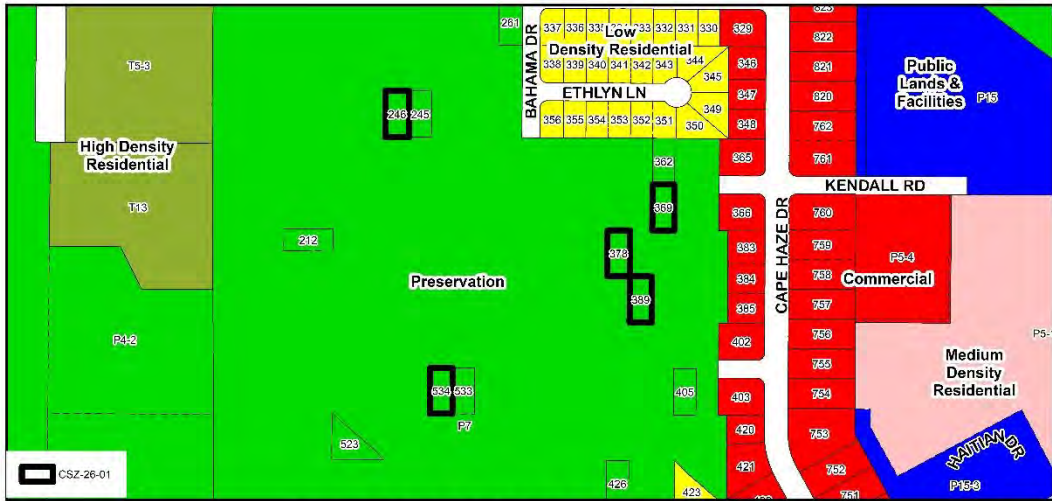 823
261
BAHAMA DR
337 336 335 334 333 332 331 330
Low
Density Residential
329
822
338 339 340 341 342 343 344
345
346
821
T5-3
Public
Lands &
Facilities
P15
ETHLYN LN
246 245
347
820
349
356 355 354 353 352 351 350
348
762
High Density
Residential
362
365
761
KENDALL RD
T13
369
366
760
212
378
383
759
P5-4
Preservation
CAPE HAZE DR
384
758
Commercial
389
385
757
P4-2
402
756
Medium
Density
Residential
755
534 533
405
403
754
P7
420
753
523
HAITIAN DR
421
752
CSZ-26-01
426
423
751
P15-3